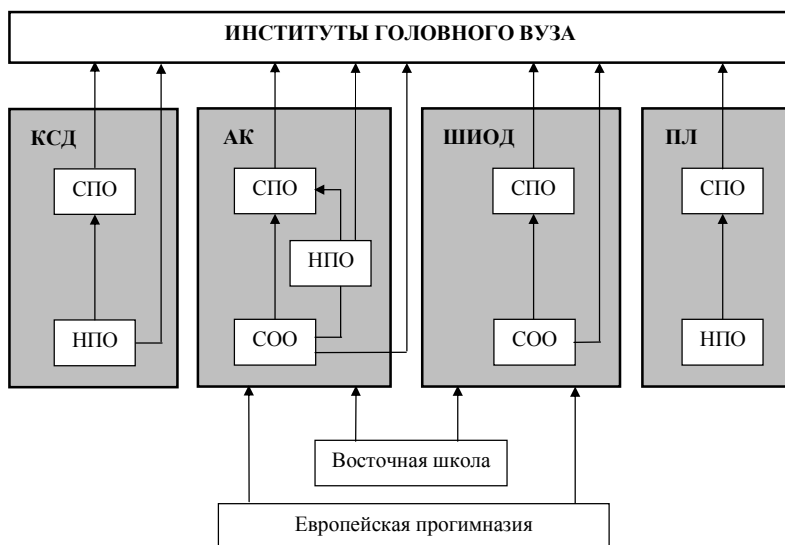 ИНСТИТУТЫ ГОЛОВНОГО ВУЗА
КСД
АК
ШИОД
ПЛ
СПО
СПО
СПО
СПО
НПО
НПО
СОО
СОО
НПО
Восточная школа
Европейская прогимназия